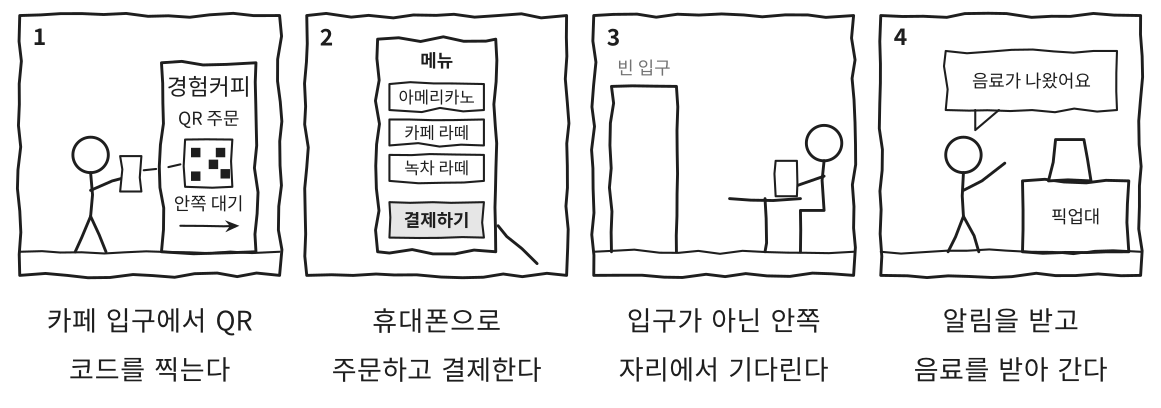 1
경험커피
QR 주문
안쪽 대기
2
메뉴
아메리카노
카페 라떼
녹차 라떼
결제하기
3
빈 입구
4
음료가 나왔어요
픽업대
카페 입구에서 QR
코드를 찍는다
휴대폰으로
주문하고 결제한다
입구가 아닌 안쪽
자리에서 기다린다
알림을 받고
음료를 받아 간다